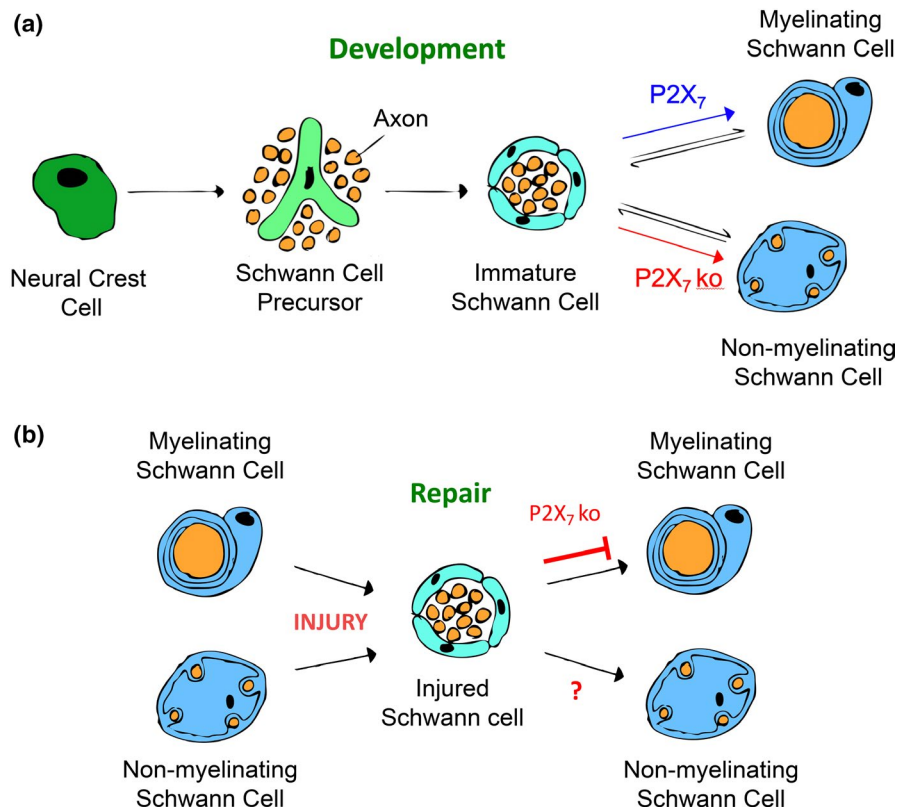 (a)
Development
Myelinating
Schwann Cell
P2X₇
Axon
Neural Crest
Cell
Schwann Cell
Precursor
Immature
Schwann Cell
P2X₇ ko
Non-myelinating
Schwann Cell
(b)
Myelinating
Schwann Cell
Repair
P2X₇ ko
Myelinating
Schwann Cell
INJURY
Injured
Schwann cell
?
Non-myelinating
Schwann Cell
Non-myelinating
Schwann Cell